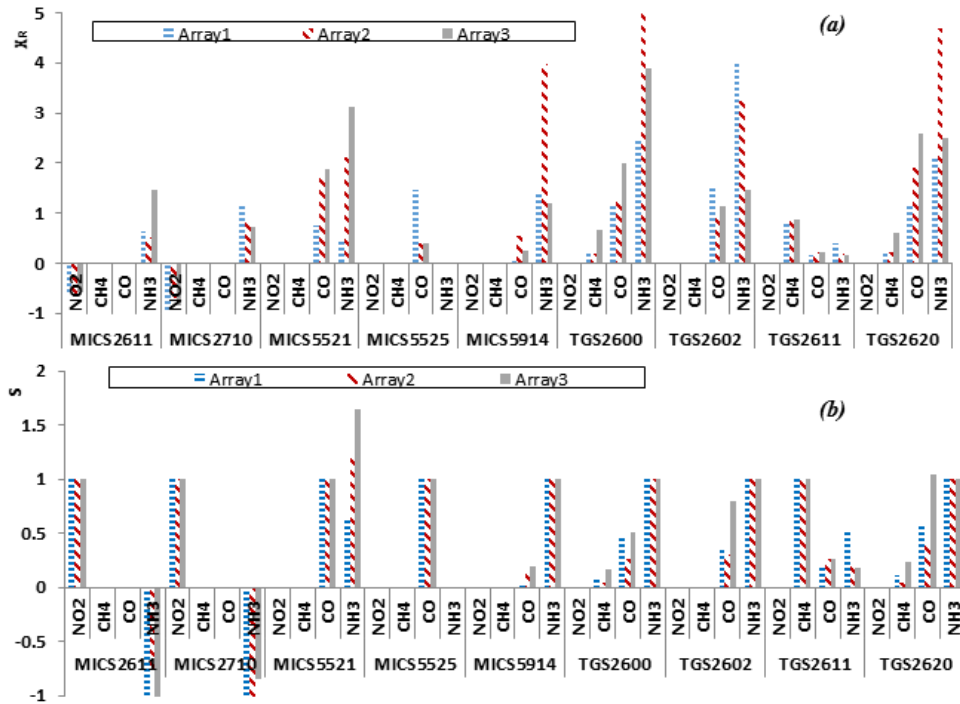 5
4
3
2
1
0
-1
XR
Array1 Array2 Array3
(a)
NO2 CH4 CO NH3 NO2 CH4 CO NH3 NO2 CH4 CO NH3 NO2 CH4 CO NH3 NO2 CH4 CO NH3 NO2 CH4 CO NH3 NO2 CH4 CO NH3 NO2 CH4 CO NH3 NO2 CH4 CO NH3
MICS2611 MICS2710 MICS5521 MICS5525 MICS5914 TGS2600 TGS2602 TGS2611 TGS2620
2
1.5
1
0.5
0
-0.5
-1
S
Array1 Array2 Array3
(b)
NO2 CH4 CO NH3 NO2 CH4 CO NH3 NO2 CH4 CO NH3 NO2 CH4 CO NH3 NO2 CH4 CO NH3 NO2 CH4 CO NH3 NO2 CH4 CO NH3 NO2 CH4 CO NH3 NO2 CH4 CO NH3
MICS2611 MICS2710 MICS5521 MICS5525 MICS5914 TGS2600 TGS2602 TGS2611 TGS2620